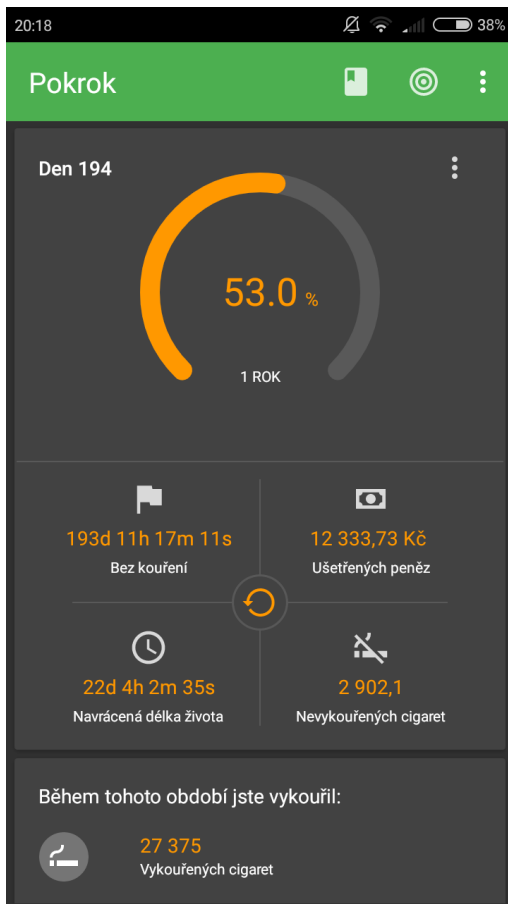 20:18
38%
Pokrok
Den 194
53.0 %
1 ROK
193d 11h 17m 11s
Bez kouření
12 333,73 Kč
Ušetřených peněz
22d 4h 2m 35s
Navrácená délka života
2 902,1
Nevykouřených cigaret
Během tohoto období jste vykouřil:
27 375
Vykouřených cigaret